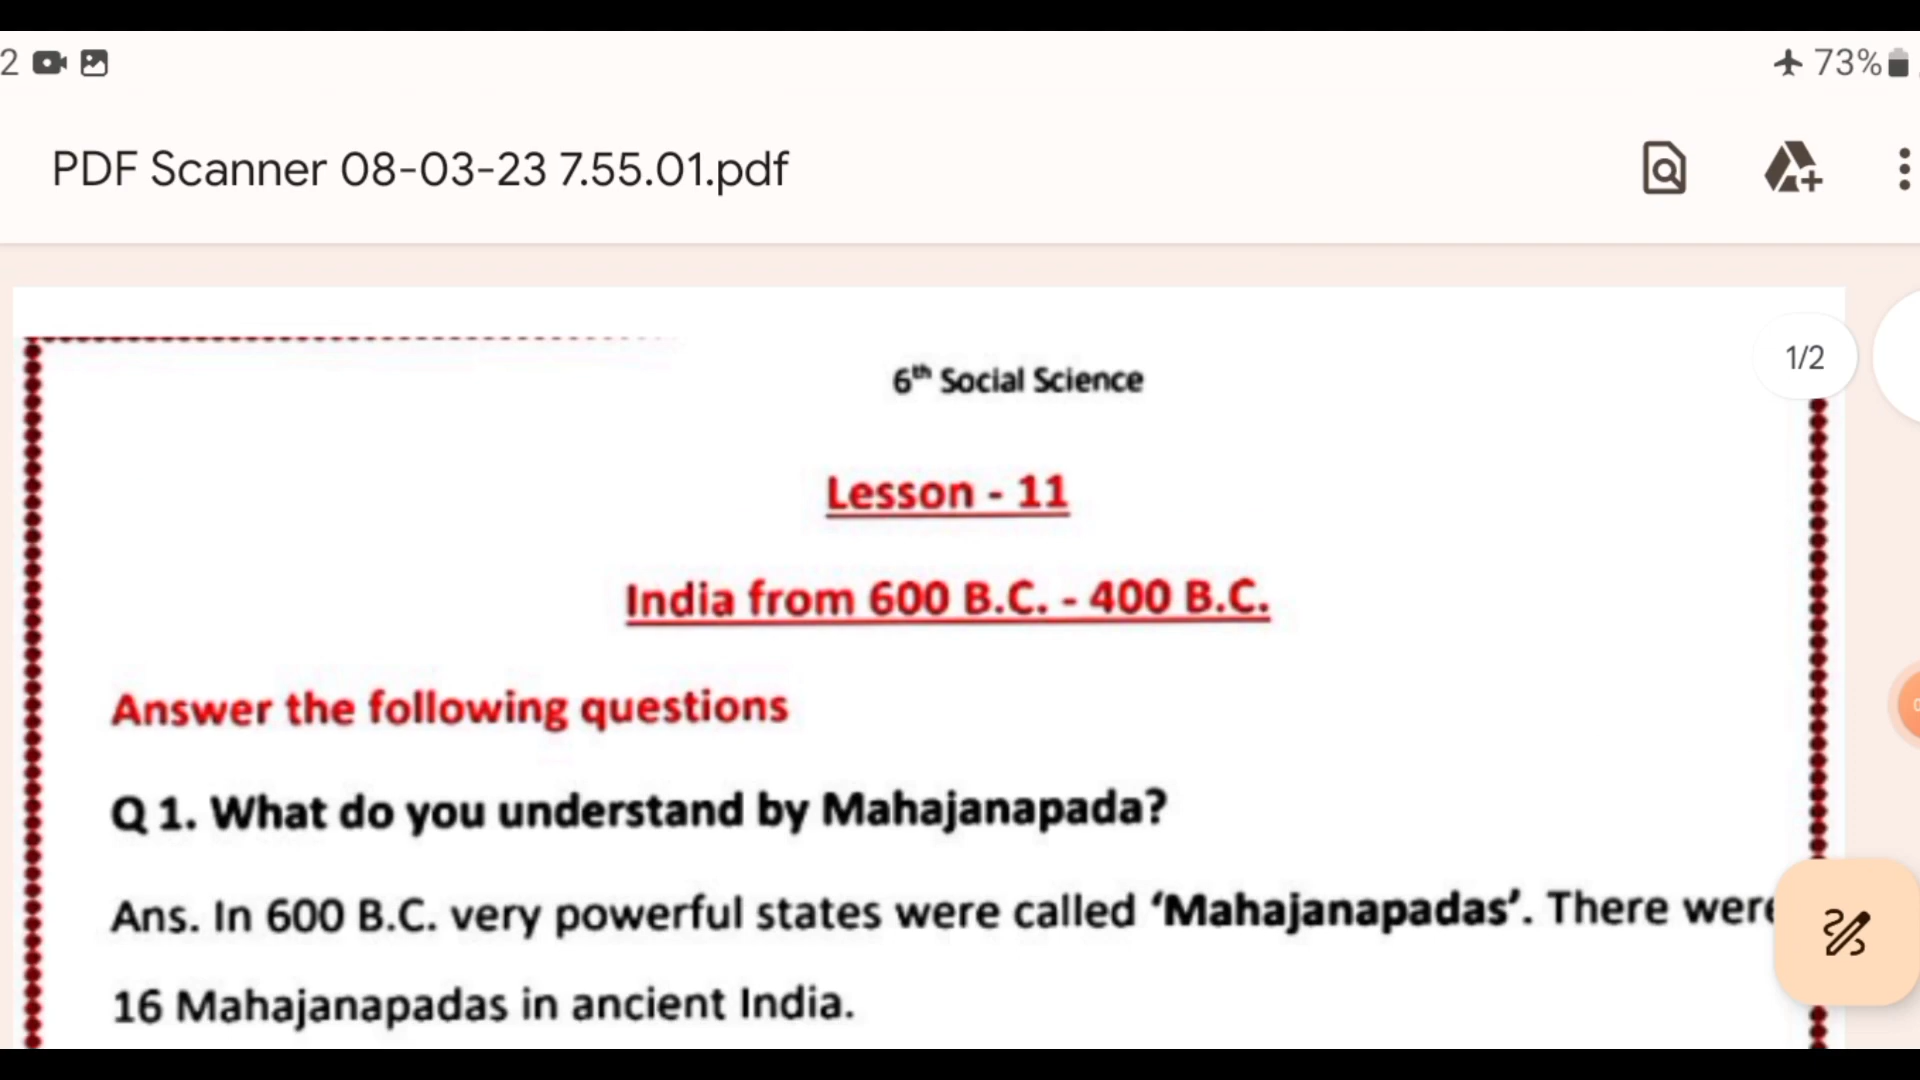 2
73%
PDF Scanner 08-03-23 7.55.01.pdf
1/2
6th Social Science
Lesson - 11
India from 600 B.C. - 400 B.C.
Answer the following questions
Q 1. What do you understand by Mahajanapada?
Ans. In 600 B.C. very powerful states were called ‘Mahajanapadas’. There were
16 Mahajanapadas in ancient India.